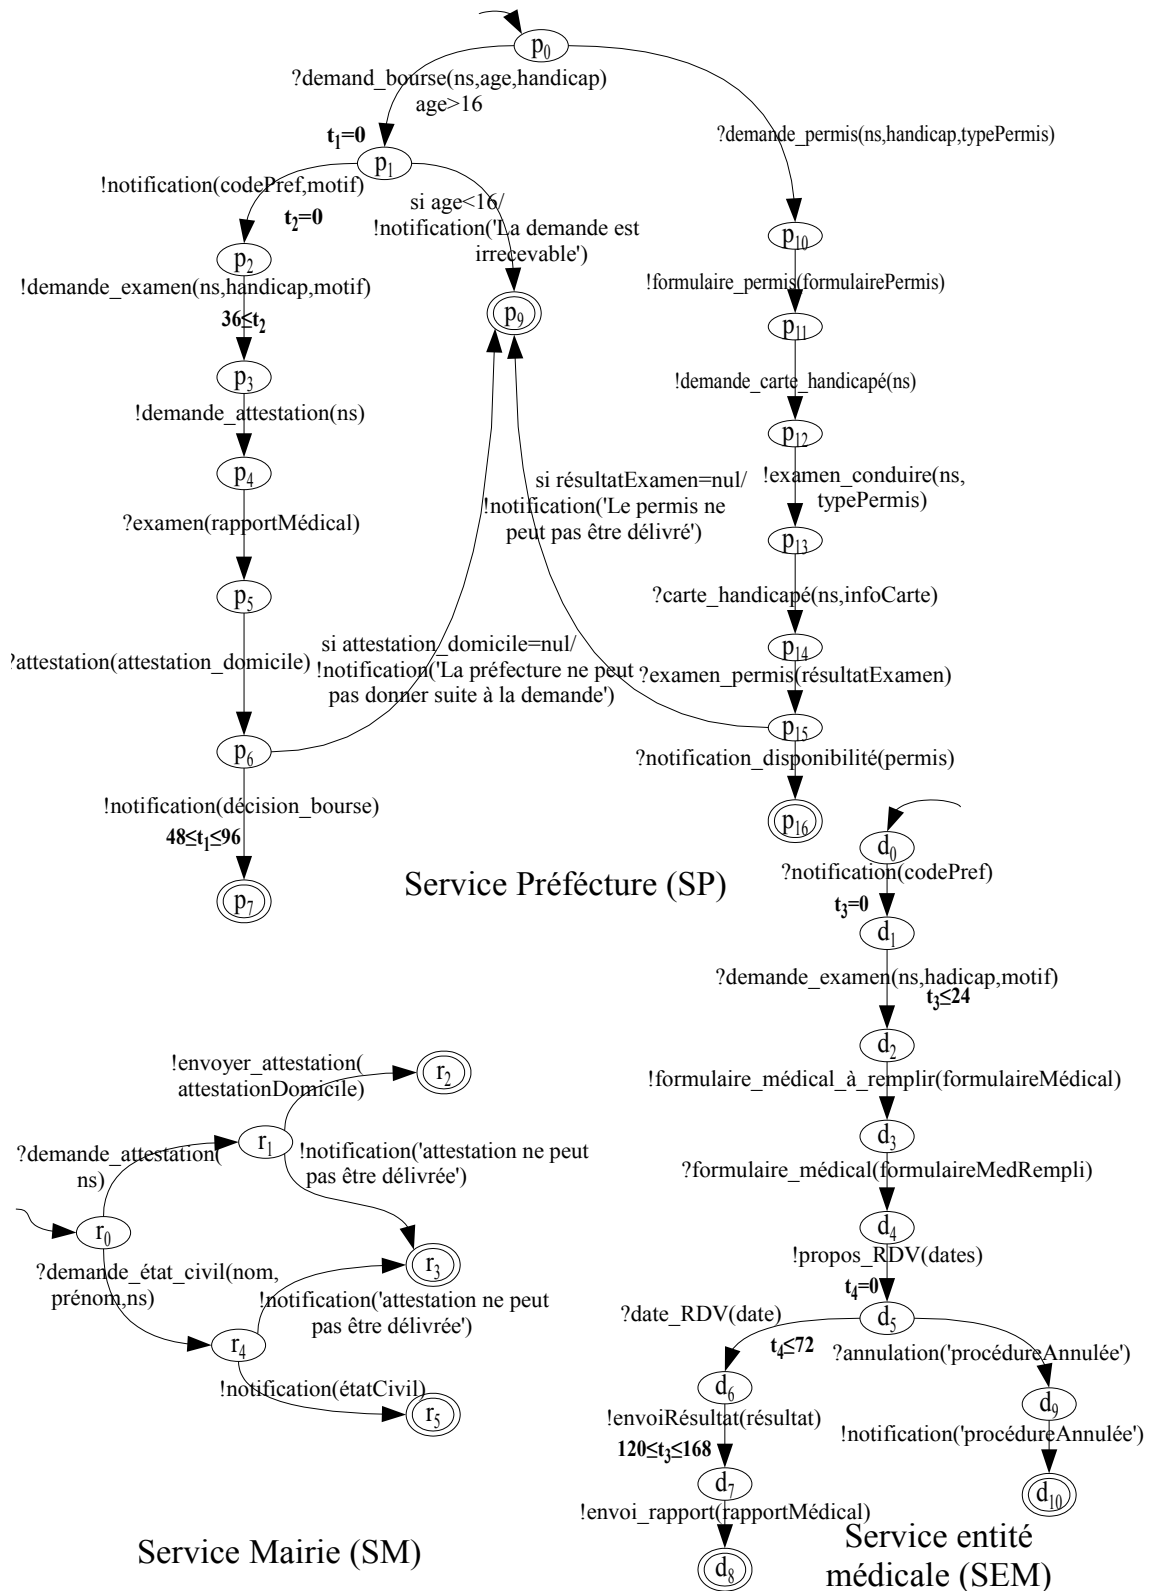 p0
?demand_bourse(ns,age,handicap)
age>16
t1=0
?demande_permis(ns,handicap,typePermis)
p1
!notification(codePref,motif)
t2=0
si age<16/
!notification('La demande est
irrecevable')
p2
!demande_examen(ns,handicap,motif)
36≤t2
p10
!formulaire_permis(formulairePermis)
p9
p11
p3
!demande_carte_handicapé(ns)
!demande_attestation(ns)
p12
p4
si résultatExamen=nul/
!notification('Le permis ne
peut pas être délivré')
!examen_conduire(ns,
typePermis)
?examen(rapportMédical)
p13
p5
?carte_handicapé(ns,infoCarte)
si attestation_domicile=nul/
!notification('La préfecture ne peut
pas donner suite à la demande')
p14
?attestation(attestation_domicile)
?examen_permis(résultatExamen)
p15
p6
?notification_disponibilité(permis)
!notification(décision_bourse)
48≤t1≤96
p16
p7
Service Préfécture (SP)
d0
?notification(codePref)
t3=0
d1
?demande_examen(ns,hadicap,motif)
t3≤24
d2
!formulaire_médical_à_remplir(formulaireMédical)
d3
?formulaire_médical(formulaireMedRempli)
d4
!propos_RDV(dates)
t4=0
d5
?date_RDV(date)
t4≤72
?annulation('procédureAnnulée')
d6
d9
!envoiRésultat(résultat)
120≤t3≤168
!notification('procédureAnnulée')
d7
d10
!envoi_rapport(rapportMédical)
d8
Service entité
médicale (SEM)
!envoyer_attestation(
attestationDomicile)
r2
?demande_attestation(
ns)
r1
!notification('attestation ne peut
pas être délivrée')
r0
r3
?demande_état_civil(nom,
prénom,ns)
!notification('attestation ne peut
pas être délivrée')
r4
!notification(étatCivil)
r5
Service Mairie (SM)